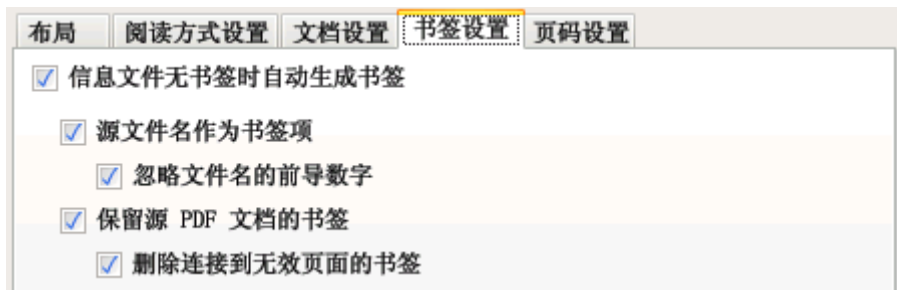 布局 阅读方式设置 文档设置 书签设置 页码设置
信息文件无书签时自动生成书签
源文件名作为书签项
忽略文件名的前导数字
保留源 PDF 文档的书签
删除连接到无效页面的书签